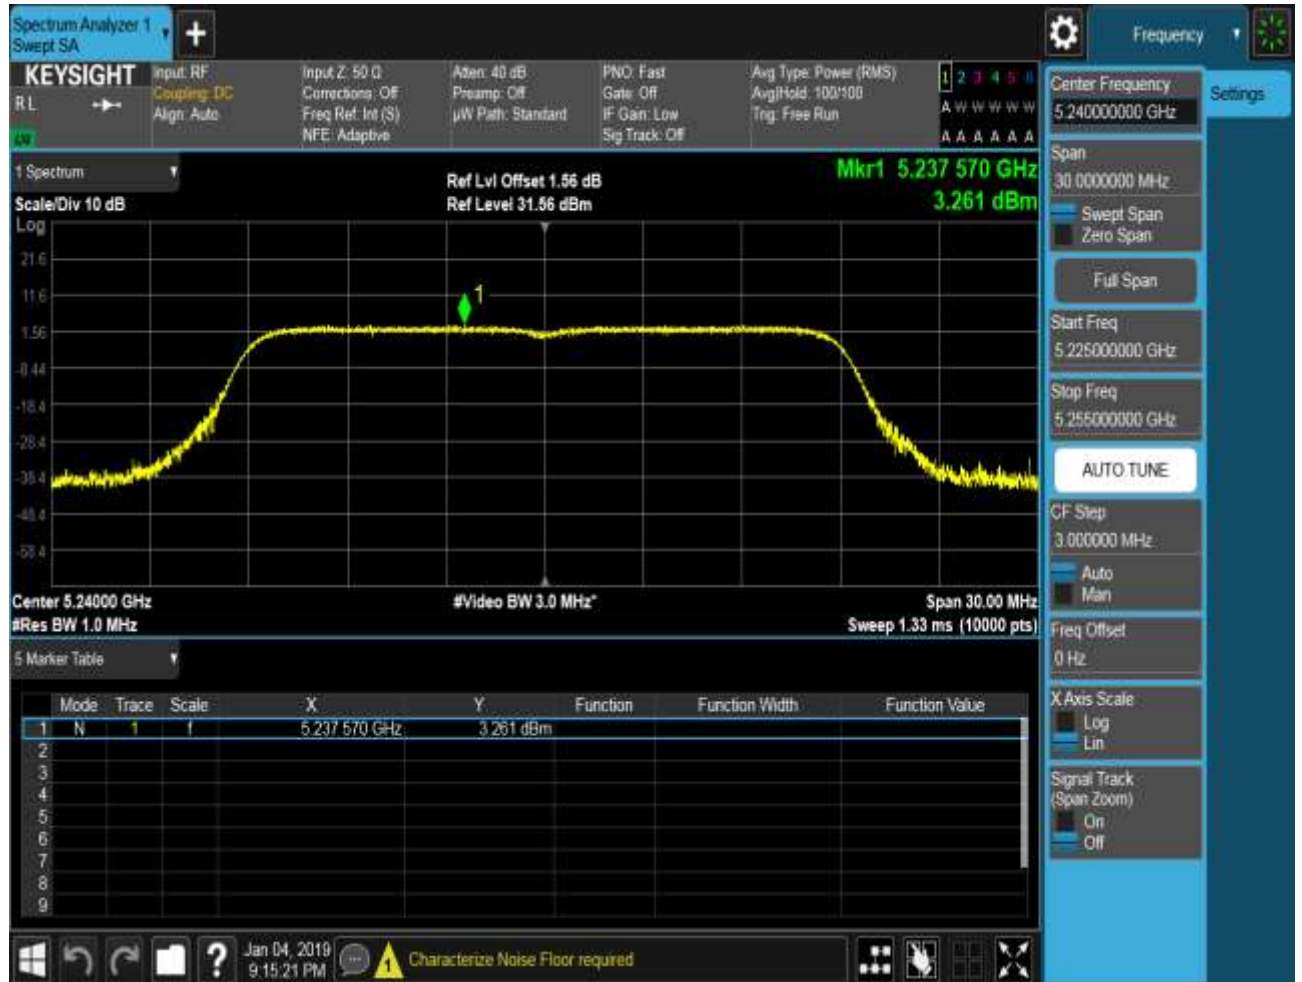 Spectrum Analyzer 1
Swept SA
+
Frequency
KEYSIGHT
RL
Input: RF
Coupling: DC
Align: Auto
Input Z: 50 Ω
Corrections: Off
Freq Ref: Int (S)
NFE: Adaptive
Atten: 40 dB
Preamp: Off
µW Path: Standard
PNO: Fast
Gate: Off
IF Gain: Low
Sig Track: Off
Avg Type: Power (RMS)
Avg|Hold: 100/100
Trig: Free Run
1 2 3 4 5 6
A W W W W W
A A A A A A
1 Spectrum
Scale/Div 10 dB
Ref Lvl Offset 1.56 dB
Ref Level 31.56 dBm
Mkr1 5.237 570 GHz
3.261 dBm
Log
21.6
11.6
1.56
-8.44
-18.4
-28.4
-38.4
-48.4
-58.4
1
Center 5.24000 GHz
#Res BW 1.0 MHz
#Video BW 3.0 MHz*
Span 30.00 MHz
Sweep 1.33 ms (10000 pts)
5 Marker Table
Mode Trace Scale X Y Function Function Width Function Value
1 N 1 f 5.237 570 GHz 3.261 dBm
2
3
4
5
6
7
8
9
Jan 04, 2019
9:15:21 PM
?
1
Characterize Noise Floor required
Settings
Center Frequency
5.240000000 GHz
Span
30.0000000 MHz
Swept Span
Zero Span
Full Span
Start Freq
5.225000000 GHz
Stop Freq
5.255000000 GHz
AUTO TUNE
CF Step
3.000000 MHz
Auto
Man
Freq Offset
0 Hz
X Axis Scale
Log
Lin
Signal Track
(Span Zoom)
On
Off